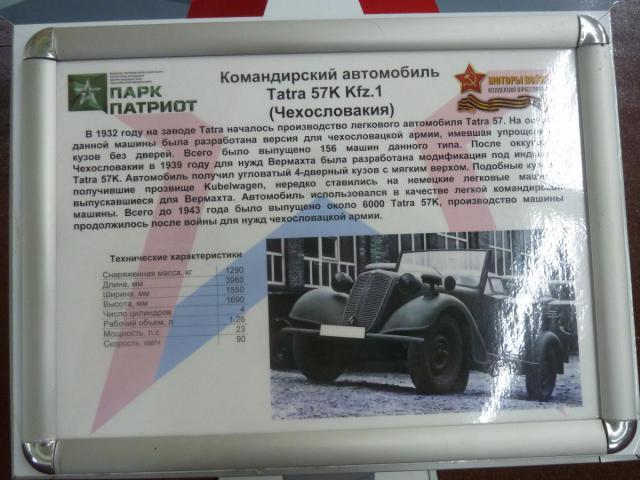 ПАРК
ПАТРИОТ
Командирский автомобиль
Tatra 57K Kfz.1
(Чехословакия)
МОТОРЫ
В 1932 году на заводе Tatra началось производство легкового автомобиля Tatra 57. На
данной машины была разработана версия для чехословацкой армии, имевшая
кузов без дверей. Всего было выпущено 156 машин данного типа. После
Чехословакии в 1939 году для нужд Вермахта была разработана модификация под
Tatra 57K. Автомобиль получил угловатый 4-дверный кузов с мягким верхом. Подобные
получившие прозвище Kubelwagen, нередко ставились на немецкие легковые
выпускавшиеся для Вермахта. Автомобиль использовался в качестве легкой командирской
машины. Всего до 1943 года было выпущено около 6000 Tatra 57K, производство машины
продолжилось после войны для нужд чехословацкой армии.
Технические характеристики
Снаряженная масса, кг 1290
Длина, мм 3960
Ширина, мм 1550
Высота, мм 1690
Число цилиндров 4
Рабочий объем, л 1.26
Мощность, л.с. 23
Скорость, км/ч 90